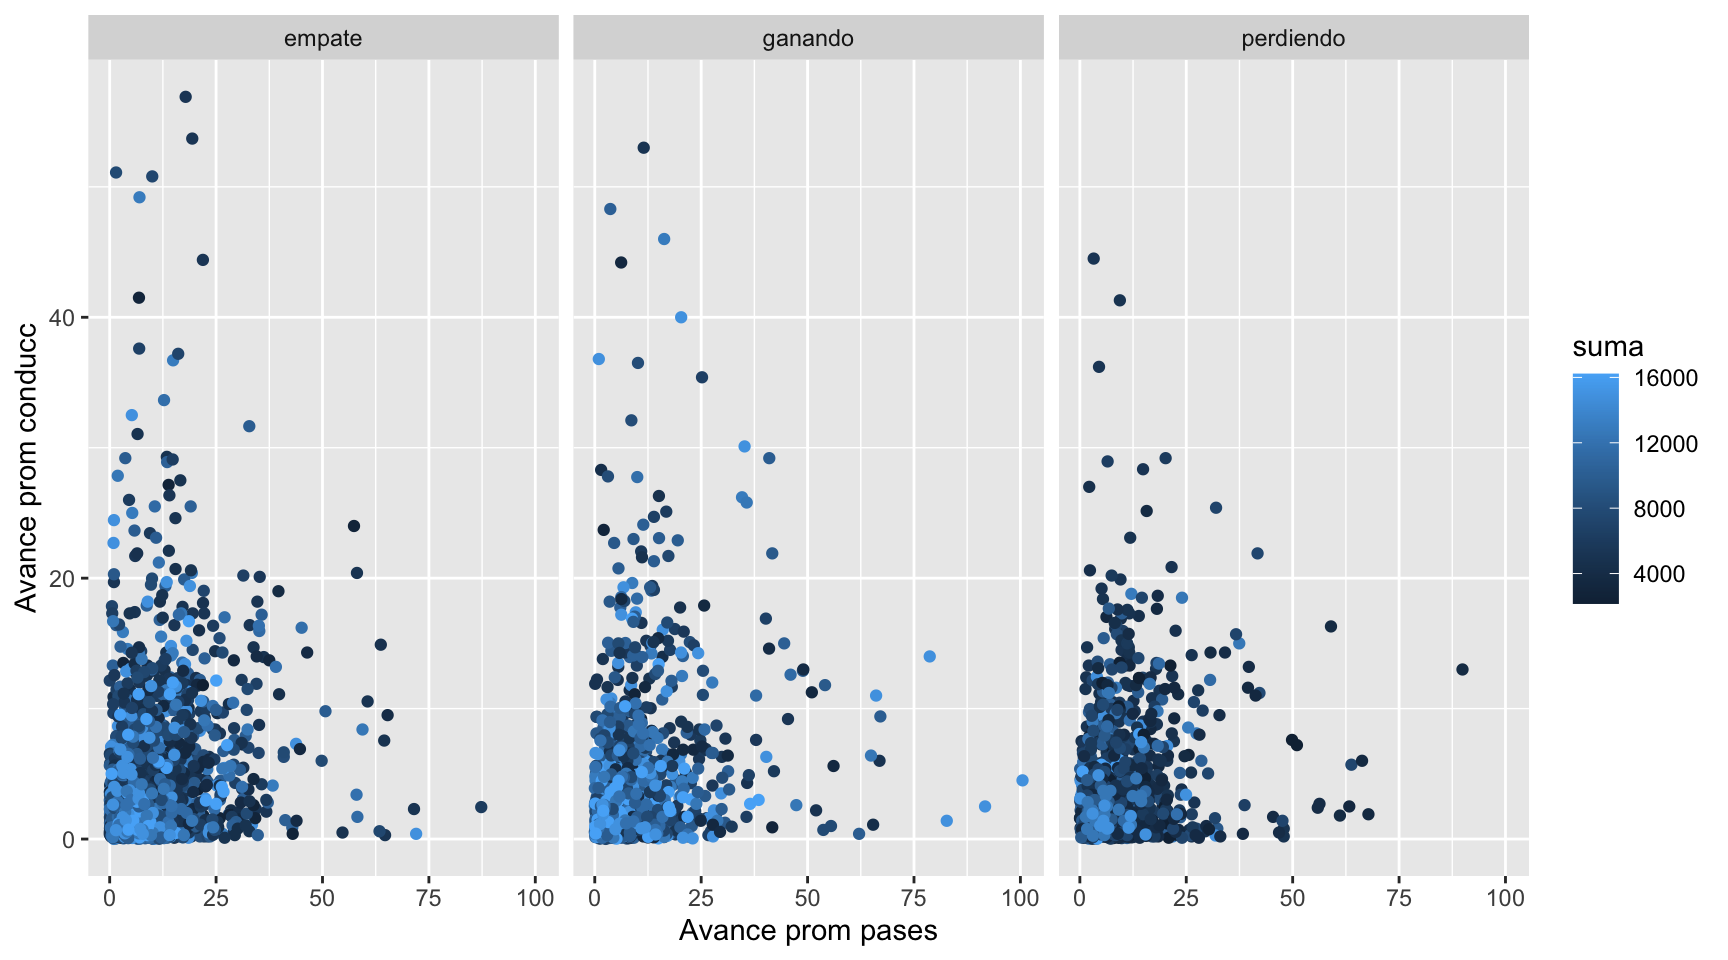 empate ganando perdiendo
Avance prom conducc
40
20
0
0 25 50 75 100 0 25 50 75 100 0 25 50 75 100
Avance prom pases
suma
16000
12000
8000
4000